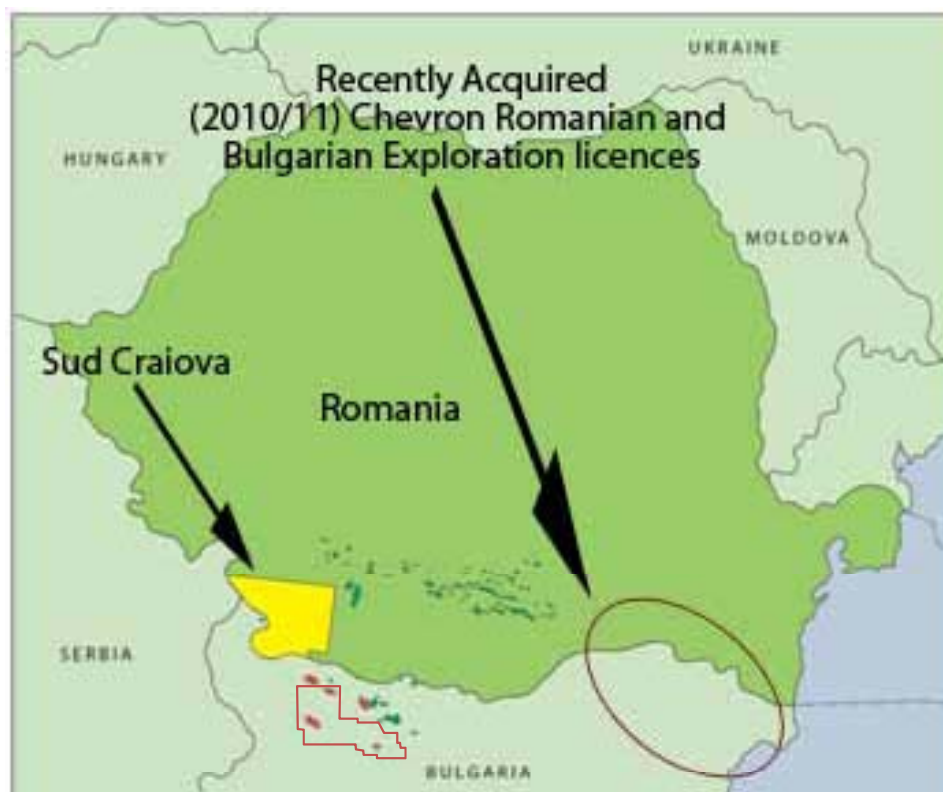 UKRAINE
Recently Acquired
(2010/11) Chevron Romanian and
Bulgarian Exploration licences
HUNGARY
MOLDOVA
Sud Craiova
Romania
SERBIA
BULGARIA